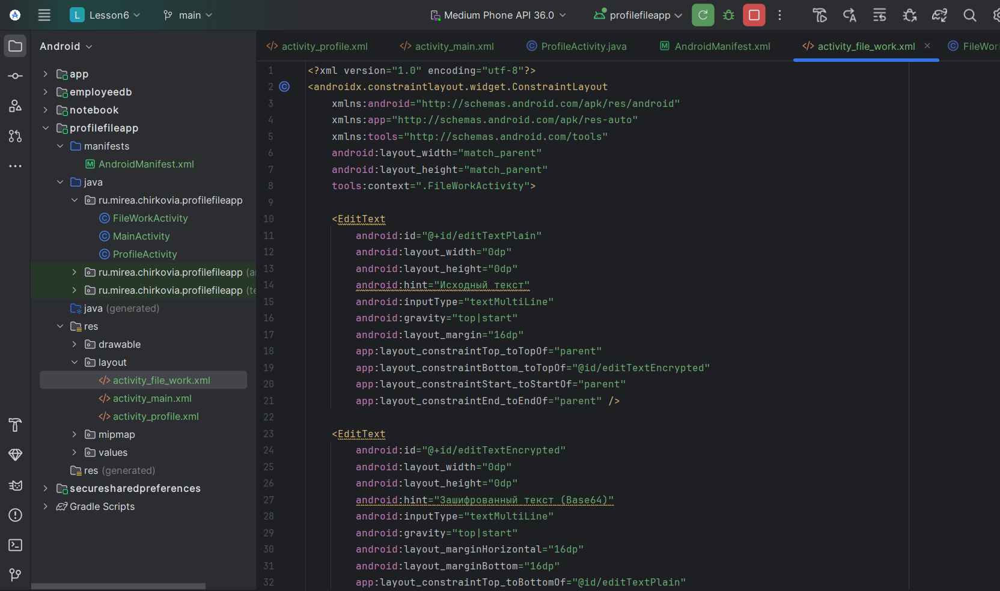 L Lesson6 main Medium Phone API 36.0 profilefileapp
Android
app
employeedb
notebook
profilefileapp
manifests
AndroidManifest.xml
java
ru.mirea.chirkovia.profilefileapp
FileWorkActivity
MainActivity
ProfileActivity
ru.mirea.chirkovia.profilefileapp
ru.mirea.chirkovia.profilefileapp
java (generated)
res
drawable
layout
activity_file_work.xml
activity_main.xml
activity_profile.xml
mipmap
values
res (generated)
securesharedpreferences
Gradle Scripts
activity_profile.xml activity_main.xml ProfileActivity.java AndroidManifest.xml activity_file_work.xml
1 <?xml version="1.0" encoding="utf-8"?>
2 <androidx.constraintlayout.widget.ConstraintLayout
3 xmlns:android="http://schemas.android.com/apk/res/android"
4 xmlns:app="http://schemas.android.com/apk/res-auto"
5 xmlns:tools="http://schemas.android.com/tools"
6 android:layout_width="match_parent"
7 android:layout_height="match_parent"
8 tools:context=".FileWorkActivity">
9
10 <EditText
11 android:id="@+id/editTextPlain"
12 android:layout_width="0dp"
13 android:layout_height="0dp"
14 android:hint="Исходный текст"
15 android:inputType="textMultiLine"
16 android:gravity="top|start"
17 android:layout_margin="16dp"
18 app:layout_constraintTop_toTopOf="parent"
19 app:layout_constraintBottom_toTopOf="@id/editTextEncrypted"
20 app:layout_constraintStart_toStartOf="parent"
21 app:layout_constraintEnd_toEndOf="parent" />
22
23 <EditText
24 android:id="@+id/editTextEncrypted"
25 android:layout_width="0dp"
26 android:layout_height="0dp"
27 android:hint="Зашифрованный текст (Base64)"
28 android:inputType="textMultiLine"
29 android:gravity="top|start"
30 android:layout_marginHorizontal="16dp"
31 android:layout_marginBottom="16dp"
32 app:layout_constraintTop_toBottomOf="@id/editTextPlain"